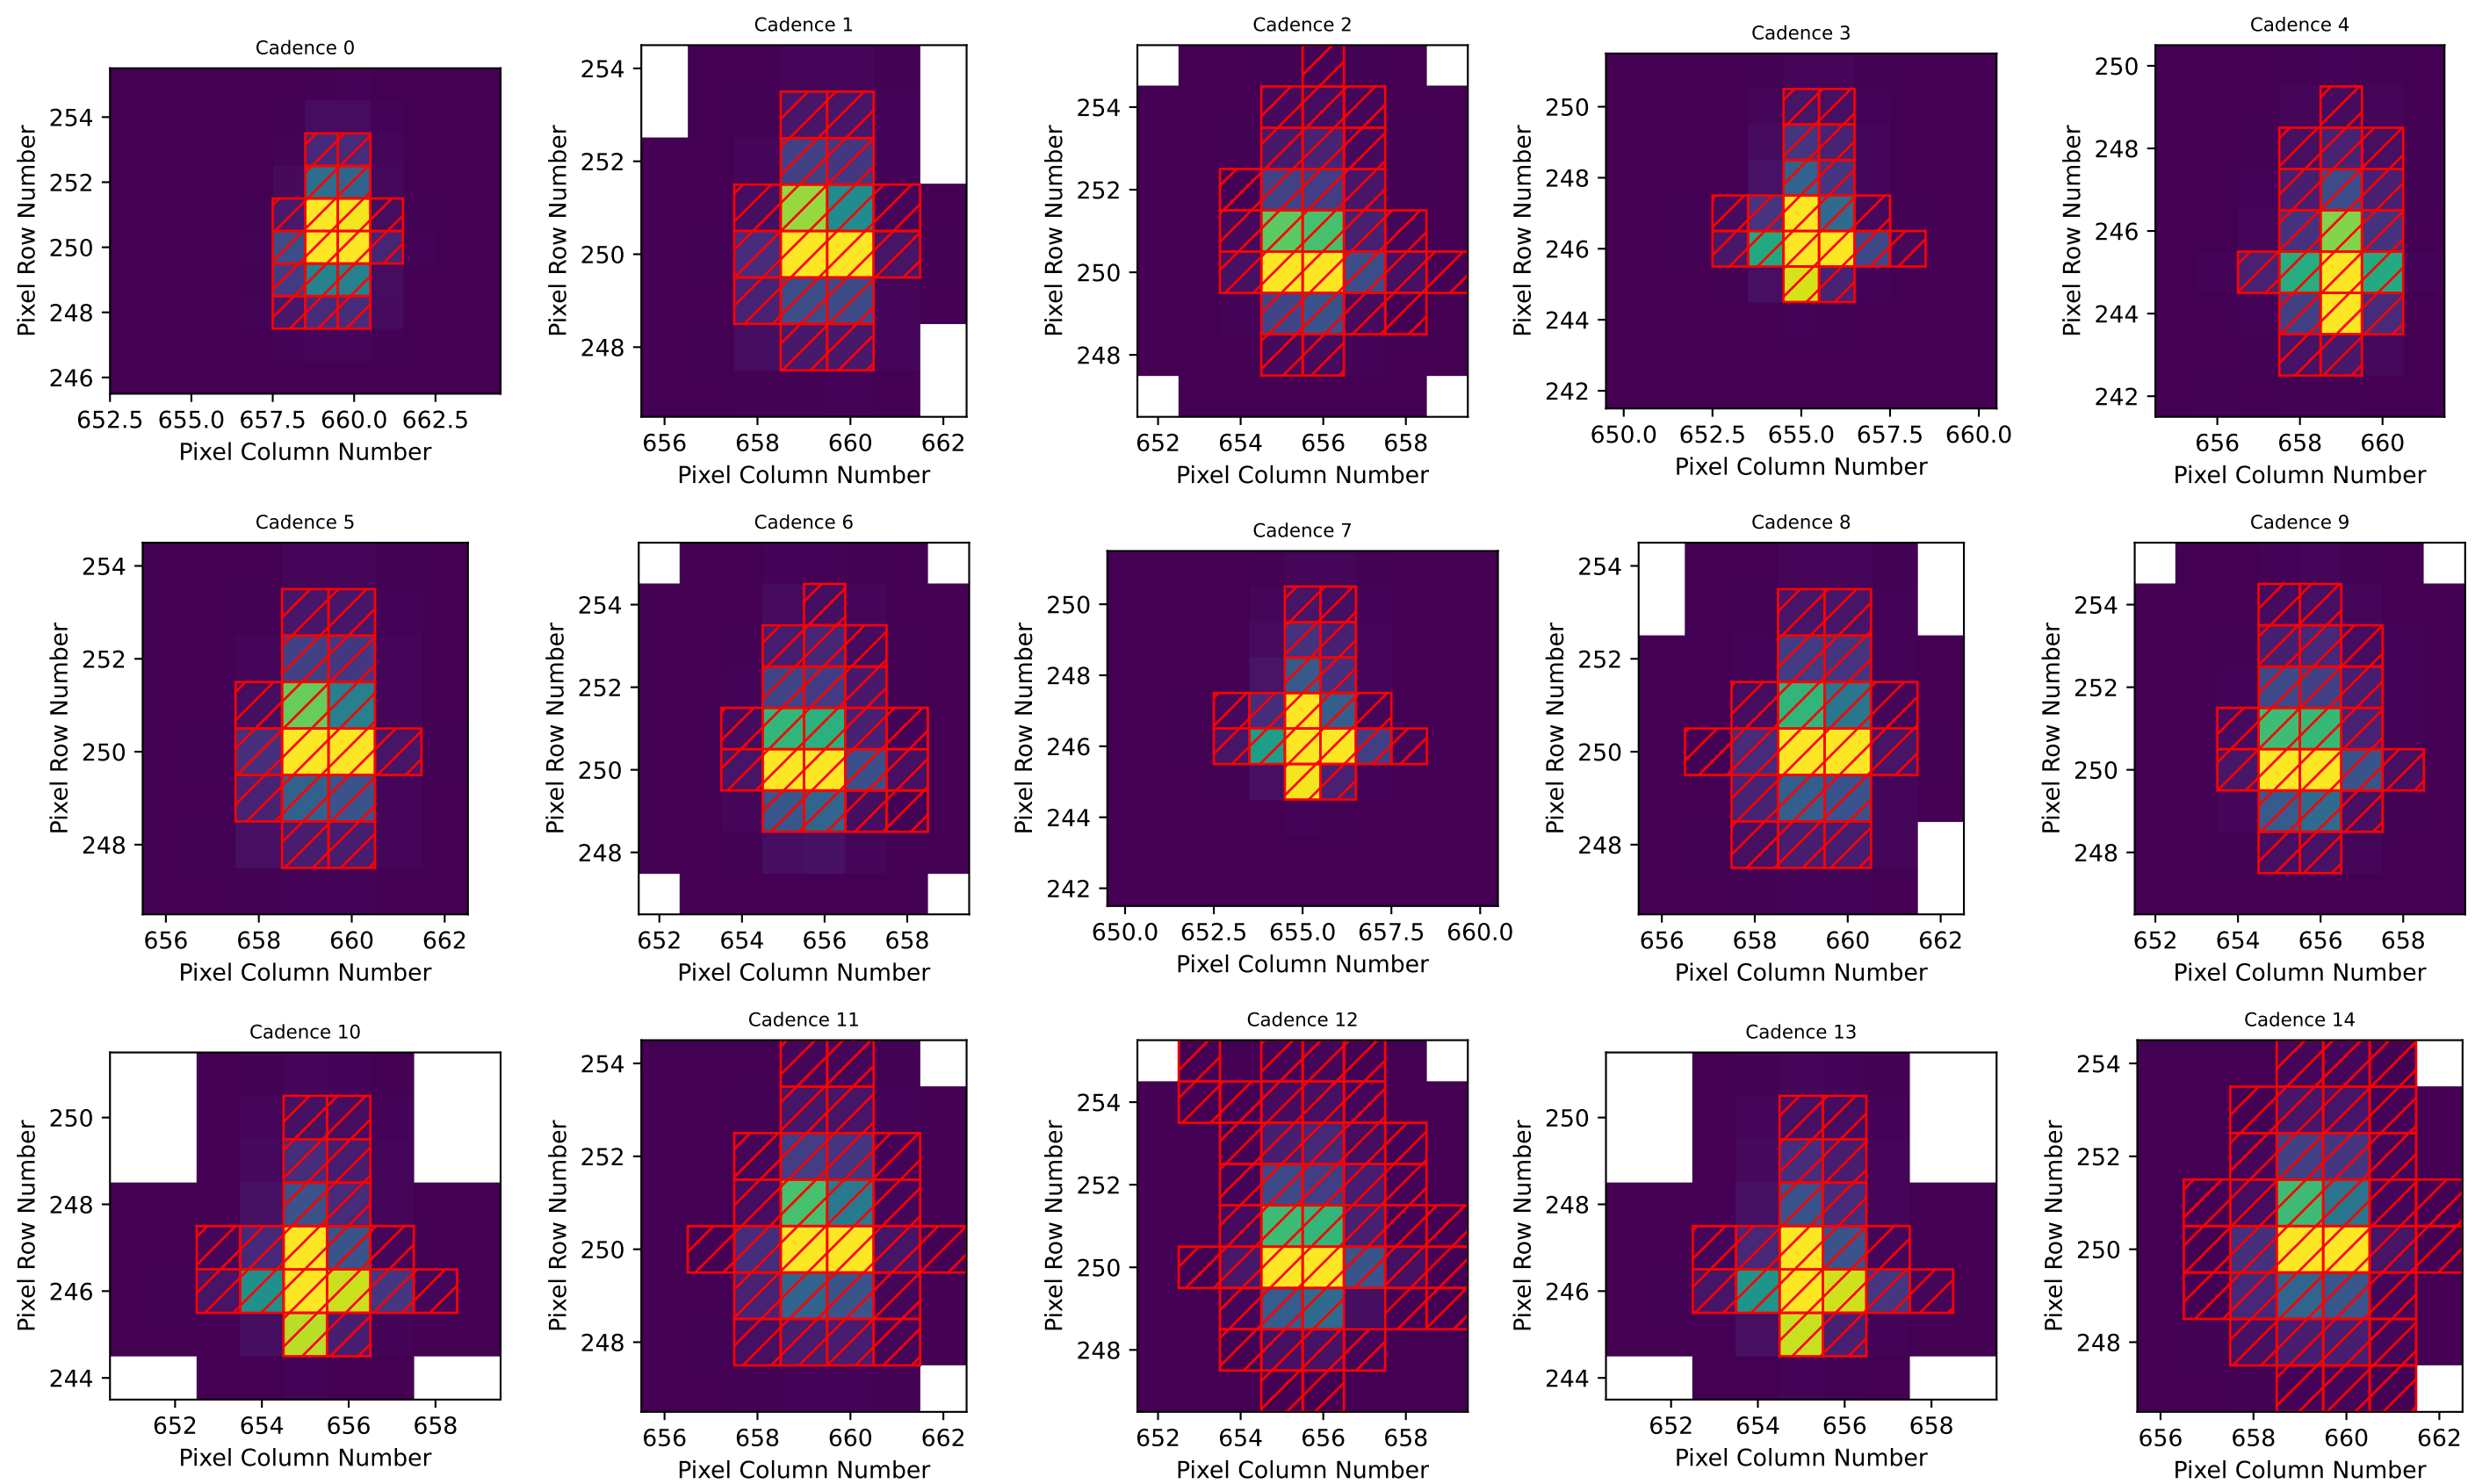 Cadence 0
Pixel Row Number
254
252
250
248
246
652.5 655.0 657.5 660.0 662.5
Pixel Column Number
Cadence 1
Pixel Row Number
254
252
250
248
656 658 660 662
Pixel Column Number
Cadence 2
Pixel Row Number
254
252
250
248
652 654 656 658
Pixel Column Number
Cadence 3
Pixel Row Number
250
248
246
244
242
650.0 652.5 655.0 657.5 660.0
Pixel Column Number
Cadence 4
Pixel Row Number
250
248
246
244
242
656 658 660
Pixel Column Number
Cadence 5
Pixel Row Number
254
252
250
248
656 658 660 662
Pixel Column Number
Cadence 6
Pixel Row Number
254
252
250
248
652 654 656 658
Pixel Column Number
Cadence 7
Pixel Row Number
250
248
246
244
242
650.0 652.5 655.0 657.5 660.0
Pixel Column Number
Cadence 8
Pixel Row Number
254
252
250
248
656 658 660 662
Pixel Column Number
Cadence 9
Pixel Row Number
254
252
250
248
652 654 656 658
Pixel Column Number
Cadence 10
Pixel Row Number
250
248
246
244
652 654 656 658
Pixel Column Number
Cadence 11
Pixel Row Number
254
252
250
248
656 658 660 662
Pixel Column Number
Cadence 12
Pixel Row Number
254
252
250
248
652 654 656 658
Pixel Column Number
Cadence 13
Pixel Row Number
250
248
246
244
652 654 656 658
Pixel Column Number
Cadence 14
Pixel Row Number
254
252
250
248
656 658 660 662
Pixel Column Number